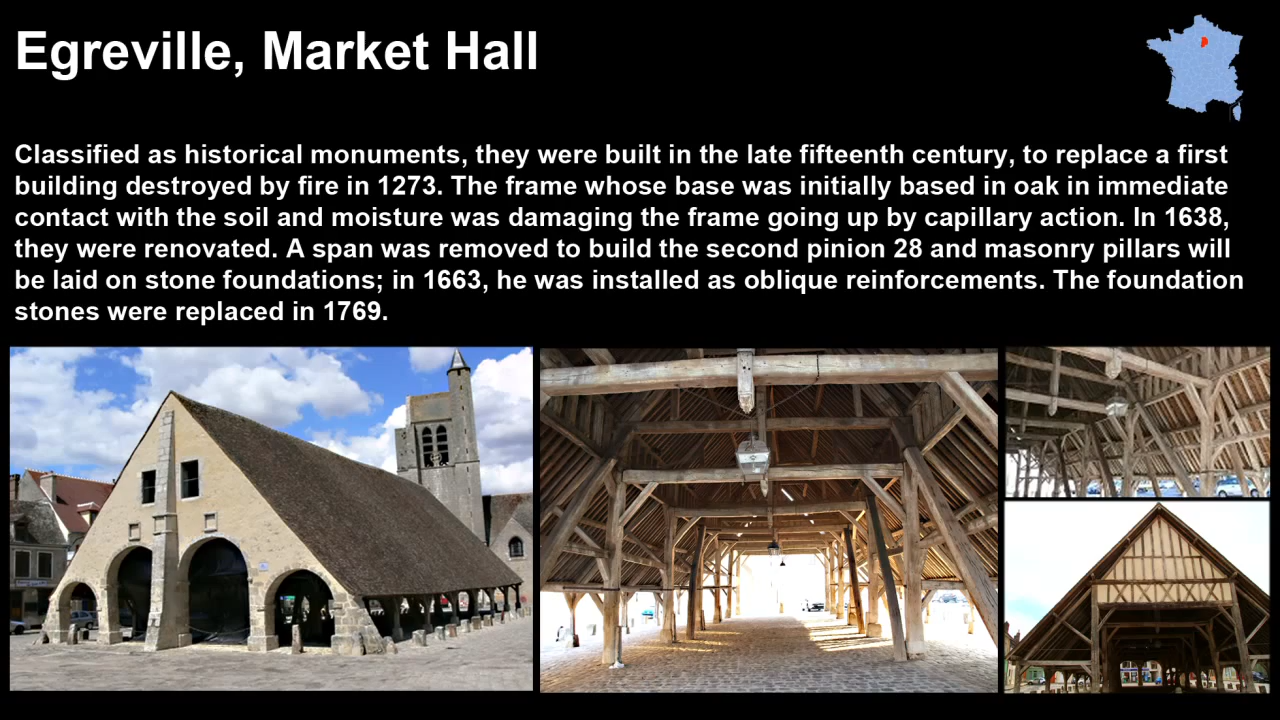 Egreville, Market Hall
Classified as historical monuments, they were built in the late fifteenth century, to replace a first
building destroyed by fire in 1273. The frame whose base was initially based in oak in immediate
contact with the soil and moisture was damaging the frame going up by capillary action. In 1638,
they were renovated. A span was removed to build the second pinion 28 and masonry pillars will
be laid on stone foundations; in 1663, he was installed as oblique reinforcements. The foundation
stones were replaced in 1769.